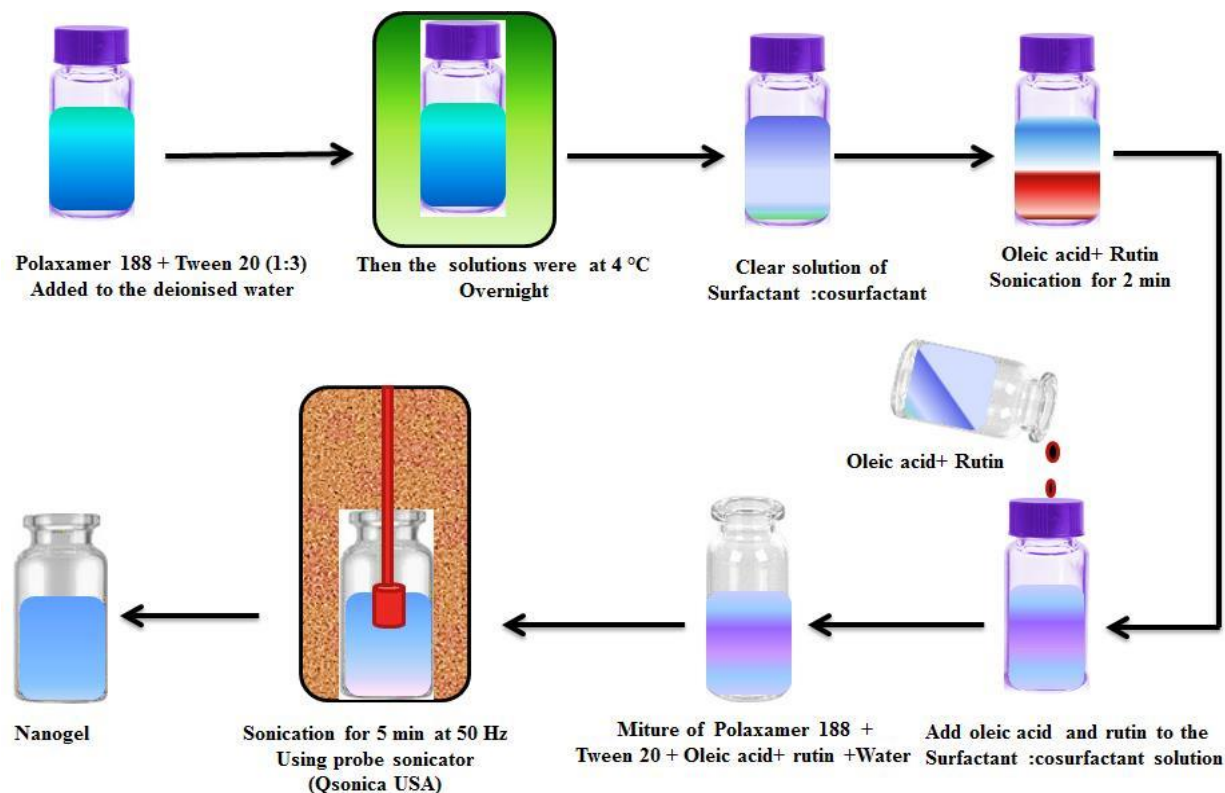 Polaxamer 188 + Tween 20 (1:3)
Added to the deionised water
Then the solutions were at 4 °C
Overnight
Clear solution of
Surfactant :cosurfactant
Oleic acid+ Rutin
Sonication for 2 min
Oleic acid+ Rutin
Add oleic acid and rutin to the
Surfactant :cosurfactant solution
Miture of Polaxamer 188 +
Tween 20 + Oleic acid+ rutin +Water
Sonication for 5 min at 50 Hz
Using probe sonicator
(Qsonica USA)
Nanogel